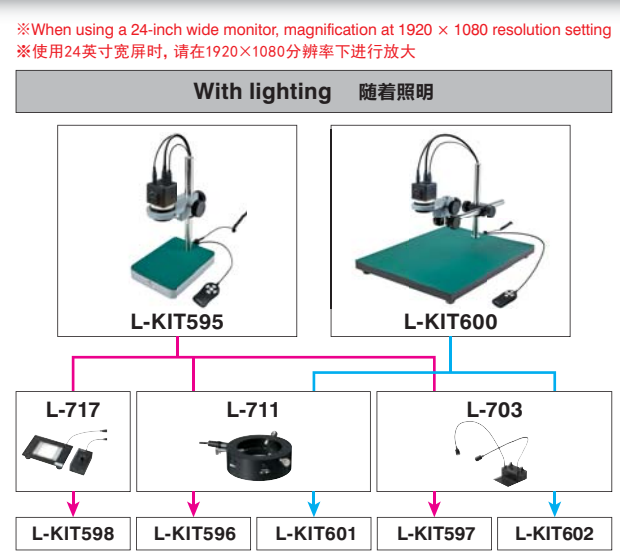 ※When using a 24-inch wide monitor, magnification at 1920 × 1080 resolution setting
※使用24英寸宽屏时, 请在1920×1080分辨率下进行放大
With lighting 随着照明
L-KIT595
L-KIT600
L-717
L-711
L-703
L-KIT598
L-KIT596
L-KIT601
L-KIT597
L-KIT602